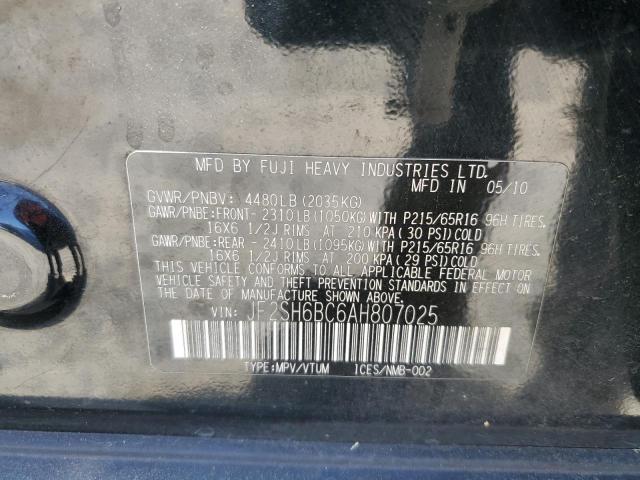 MFD BY FUJI HEAVY INDUSTRIES LTD.
MFD IN 05/10
GVWR/PNBV: 4480LB (2035KG)
GAWR/PNBE:FRONT- 2310LB(1050KG)WITH P215/65R16 96H TIRES,
16X6 1/2J RIMS AT 210 KPA (30 PSI)COLD
GAWR/PNBE:REAR - 2410LB(1095KG)WITH P215/65R16 96H TIRES,
16X6 1/2J RIMS AT 200 KPA (29 PSI)COLD
THIS VEHICLE CONFORMS TO ALL APPLICABLE FEDERAL MOTOR
VEHICLE SAFETY AND THEFT PREVENTION STANDARDS IN EFFECT
ON THE DATE OF MANUFACTURE SHOWN ABOVE.
VIN: JF2SH6BC6AH807025
TYPE:MPV/VTUM ICES/NMB-002